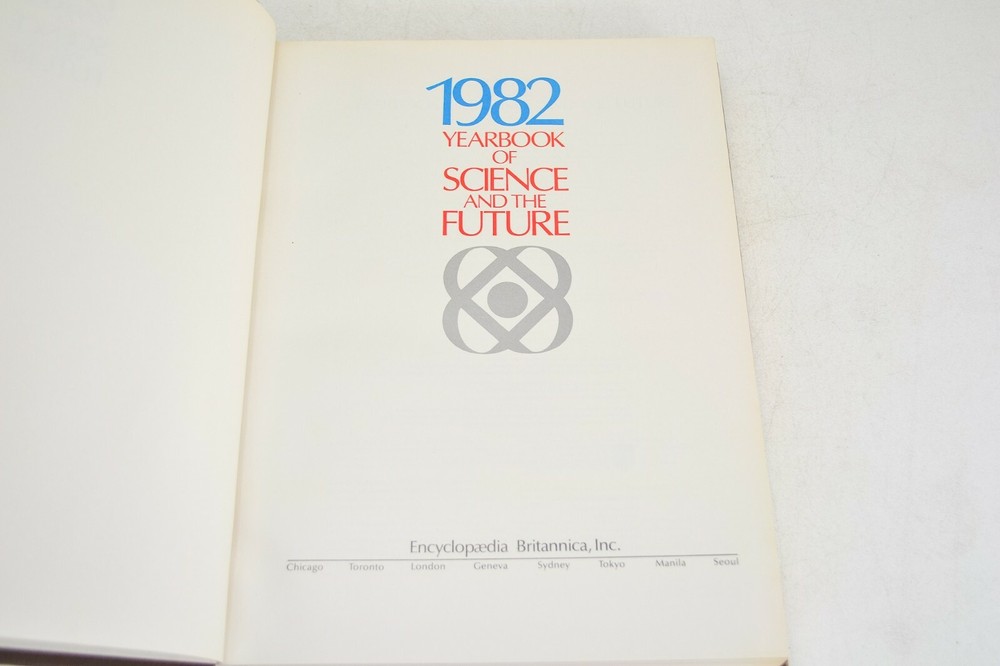 1982
YEARBOOK
OF
SCIENCE
AND THE
FUTURE
Encyclopædia Britannica, Inc.
Chicago Toronto London Geneva Sydney Tokyo Manila Seoul